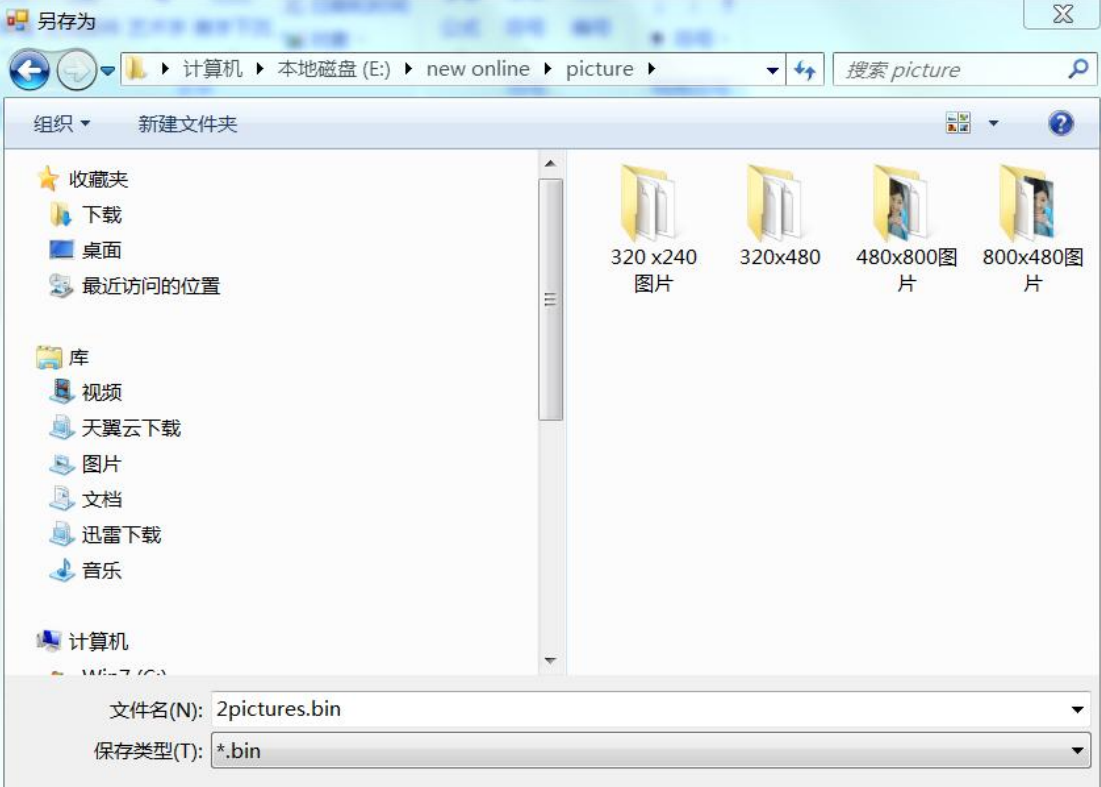 另存为
计算机 本地磁盘 (E:) new online picture
搜索 picture
组织 新建文件夹
收藏夹
下载
桌面
最近访问的位置
库
视频
天翼云下载
图片
文档
迅雷下载
音乐
计算机
Win7 (C:)
320 x240
图片
320x480
480x800图
片
800x480图
片
文件名(N): 2pictures.bin
保存类型(T): *.bin